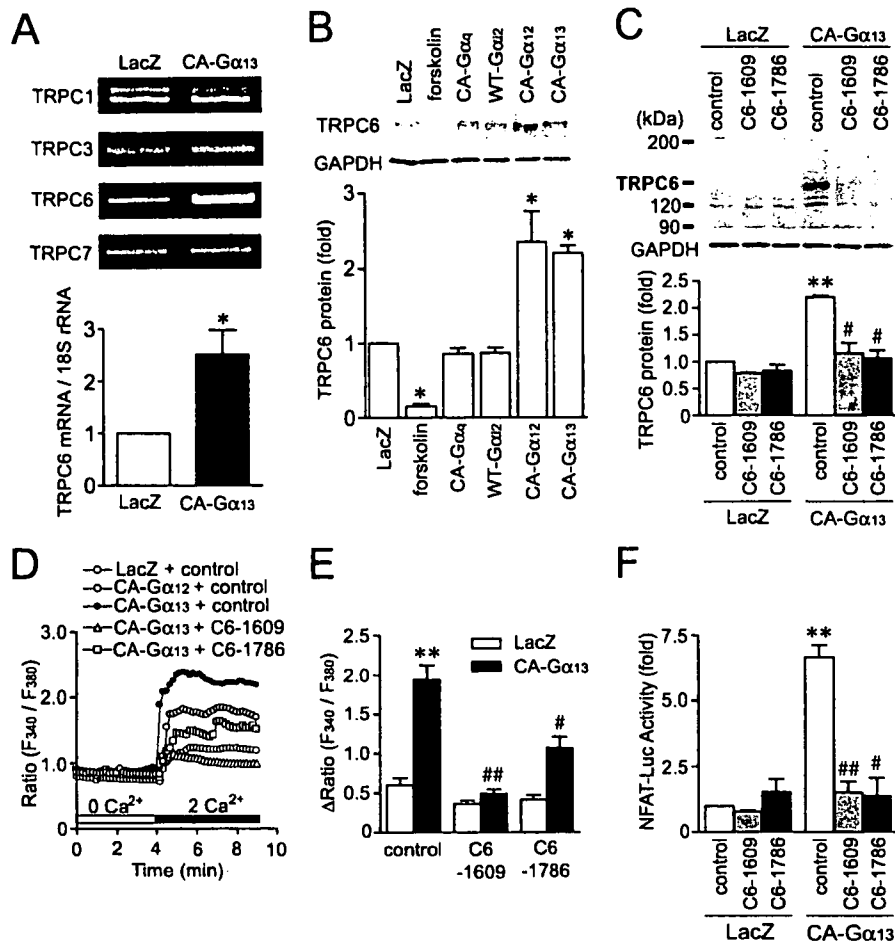 A
LacZ CA-Gα13
TRPC1
TRPC3
TRPC6
TRPC7
TRPC6 mRNA / 18S rRNA
3
2
1
0
*
LacZ
CA-Gα13
B
LacZ
forskolin
CA-Gαq
WT-Gαi2
CA-Gα12
CA-Gα13
TRPC6
GAPDH
TRPC6 protein (fold)
3
2
1
0
*
*
*
LacZ
forskolin
CA-Gαq
WT-Gαi2
CA-Gα12
CA-Gα13
C
LacZ CA-Gα13
control
C6-1609
C6-1786
control
C6-1609
C6-1786
(kDa)
200
TRPC6
120
90
GAPDH
TRPC6 protein (fold)
2.5
2.0
1.5
1.0
0.5
**
#
#
control
C6-1609
C6-1786
control
C6-1609
C6-1786
LacZ CA-Gα13
D
LacZ + control
CA-Gα12 + control
CA-Gα13 + control
CA-Gα13 + C6-1609
CA-Gα13 + C6-1786
Ratio (F340 / F380)
3.0
2.0
1.0
0
0 Ca2+ 2 Ca2+
0 2 4 6 8 10
Time (min)
E
LacZ
CA-Gα13
ΔRatio (F340 / F380)
2.5
2.0
1.5
1.0
0.5
0
**
##
#
control C6 C6
-1609 -1786
F
NFAT-Luc Activity (fold)
7.5
5.0
2.5
0
**
##
#
control
C6-1609
C6-1786
control
C6-1609
C6-1786
LacZ CA-Gα13